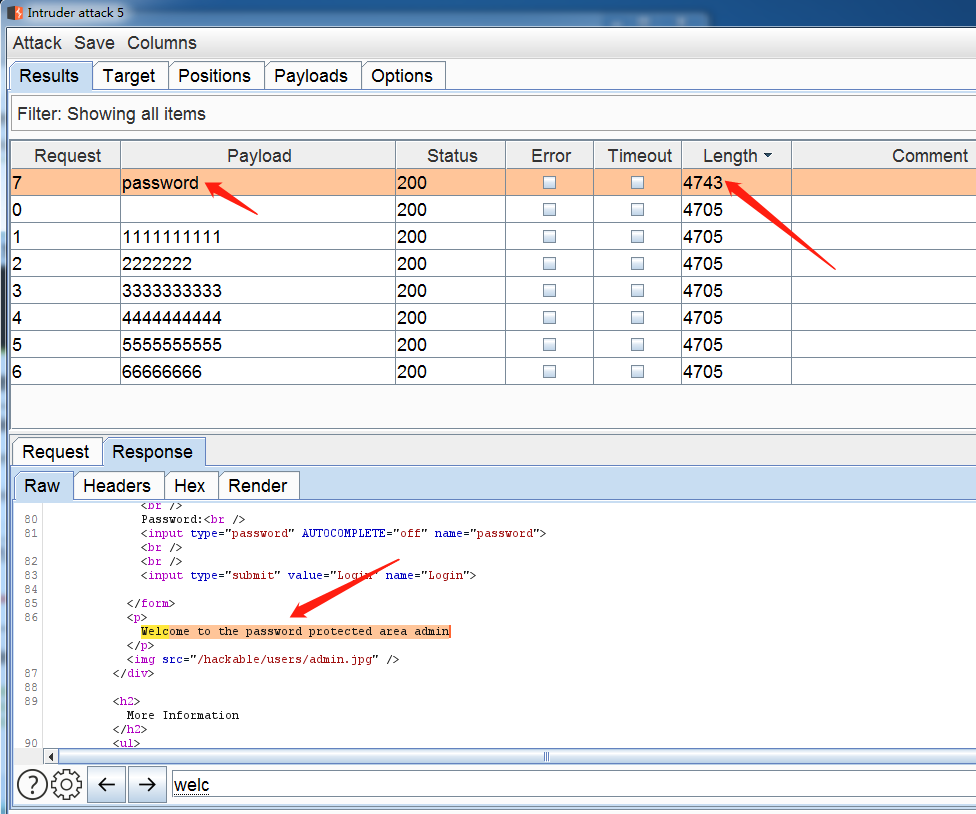 Intruder attack 5
Attack Save Columns
Results Target Positions Payloads Options
Filter: Showing all items
Request Payload Status Error Timeout Length Comment
7 password 200 4743
0 200 4705
1 1111111111 200 4705
2 2222222 200 4705
3 3333333333 200 4705
4 4444444444 200 4705
5 5555555555 200 4705
6 66666666 200 4705
Request Response
Raw Headers Hex Render
<br />
80 Password:<br />
81 <input type="password" AUTOCOMPLETE="off" name="password">
<br />
82 <br />
83 <input type="submit" value="Login" name="Login">
84
85 </form>
86 <p>
Welcome to the password protected area admin
</p>
<img src="/hackable/users/admin.jpg" />
87 </div>
88
89 <h2>
More Information
</h2>
90 <ul>
? welc